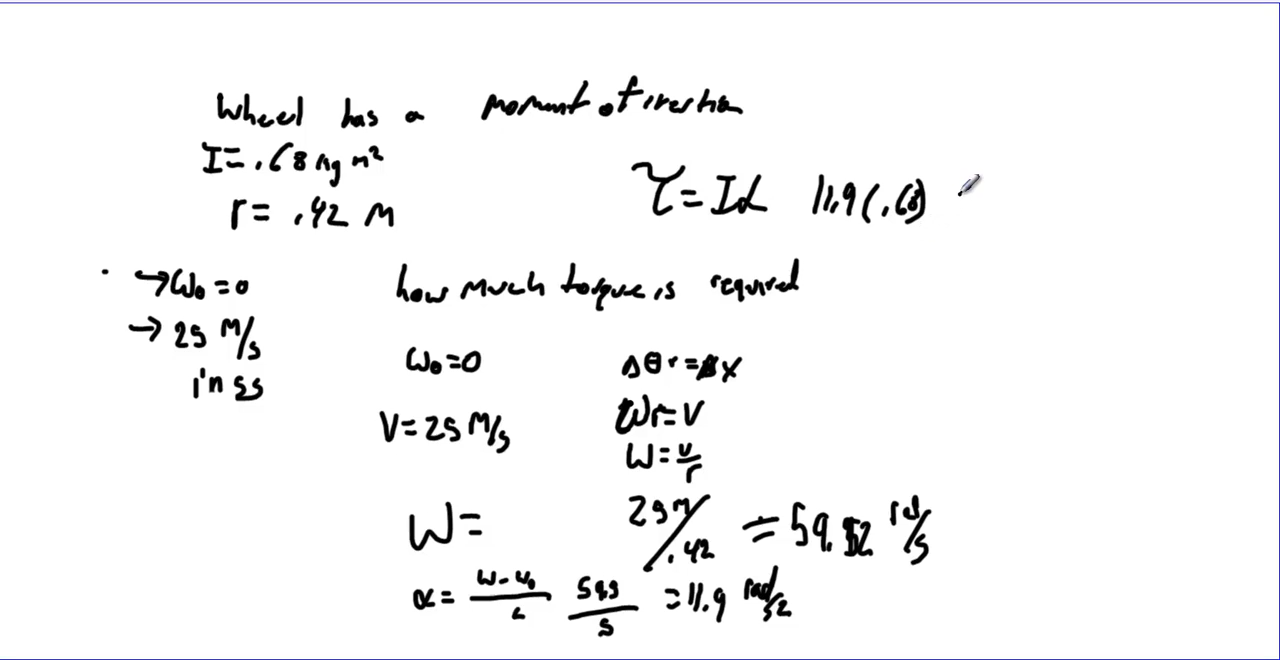 Wheel has a moment of inertia
I = .68 kg m²
r = .42 M
τ = Iα 11.9(.68)
→ ω₀ = 0
→ 25 M/s
in 5s
how much torque is required
ω₀ = 0
V = 25 M/s
Δθ r = x
ωr = v
ω = v/r
ω = 25 M/.42 = 59.52 rad/s
α = ω - ω₀ / t 59.5 / 5 = 11.9 rad/s²